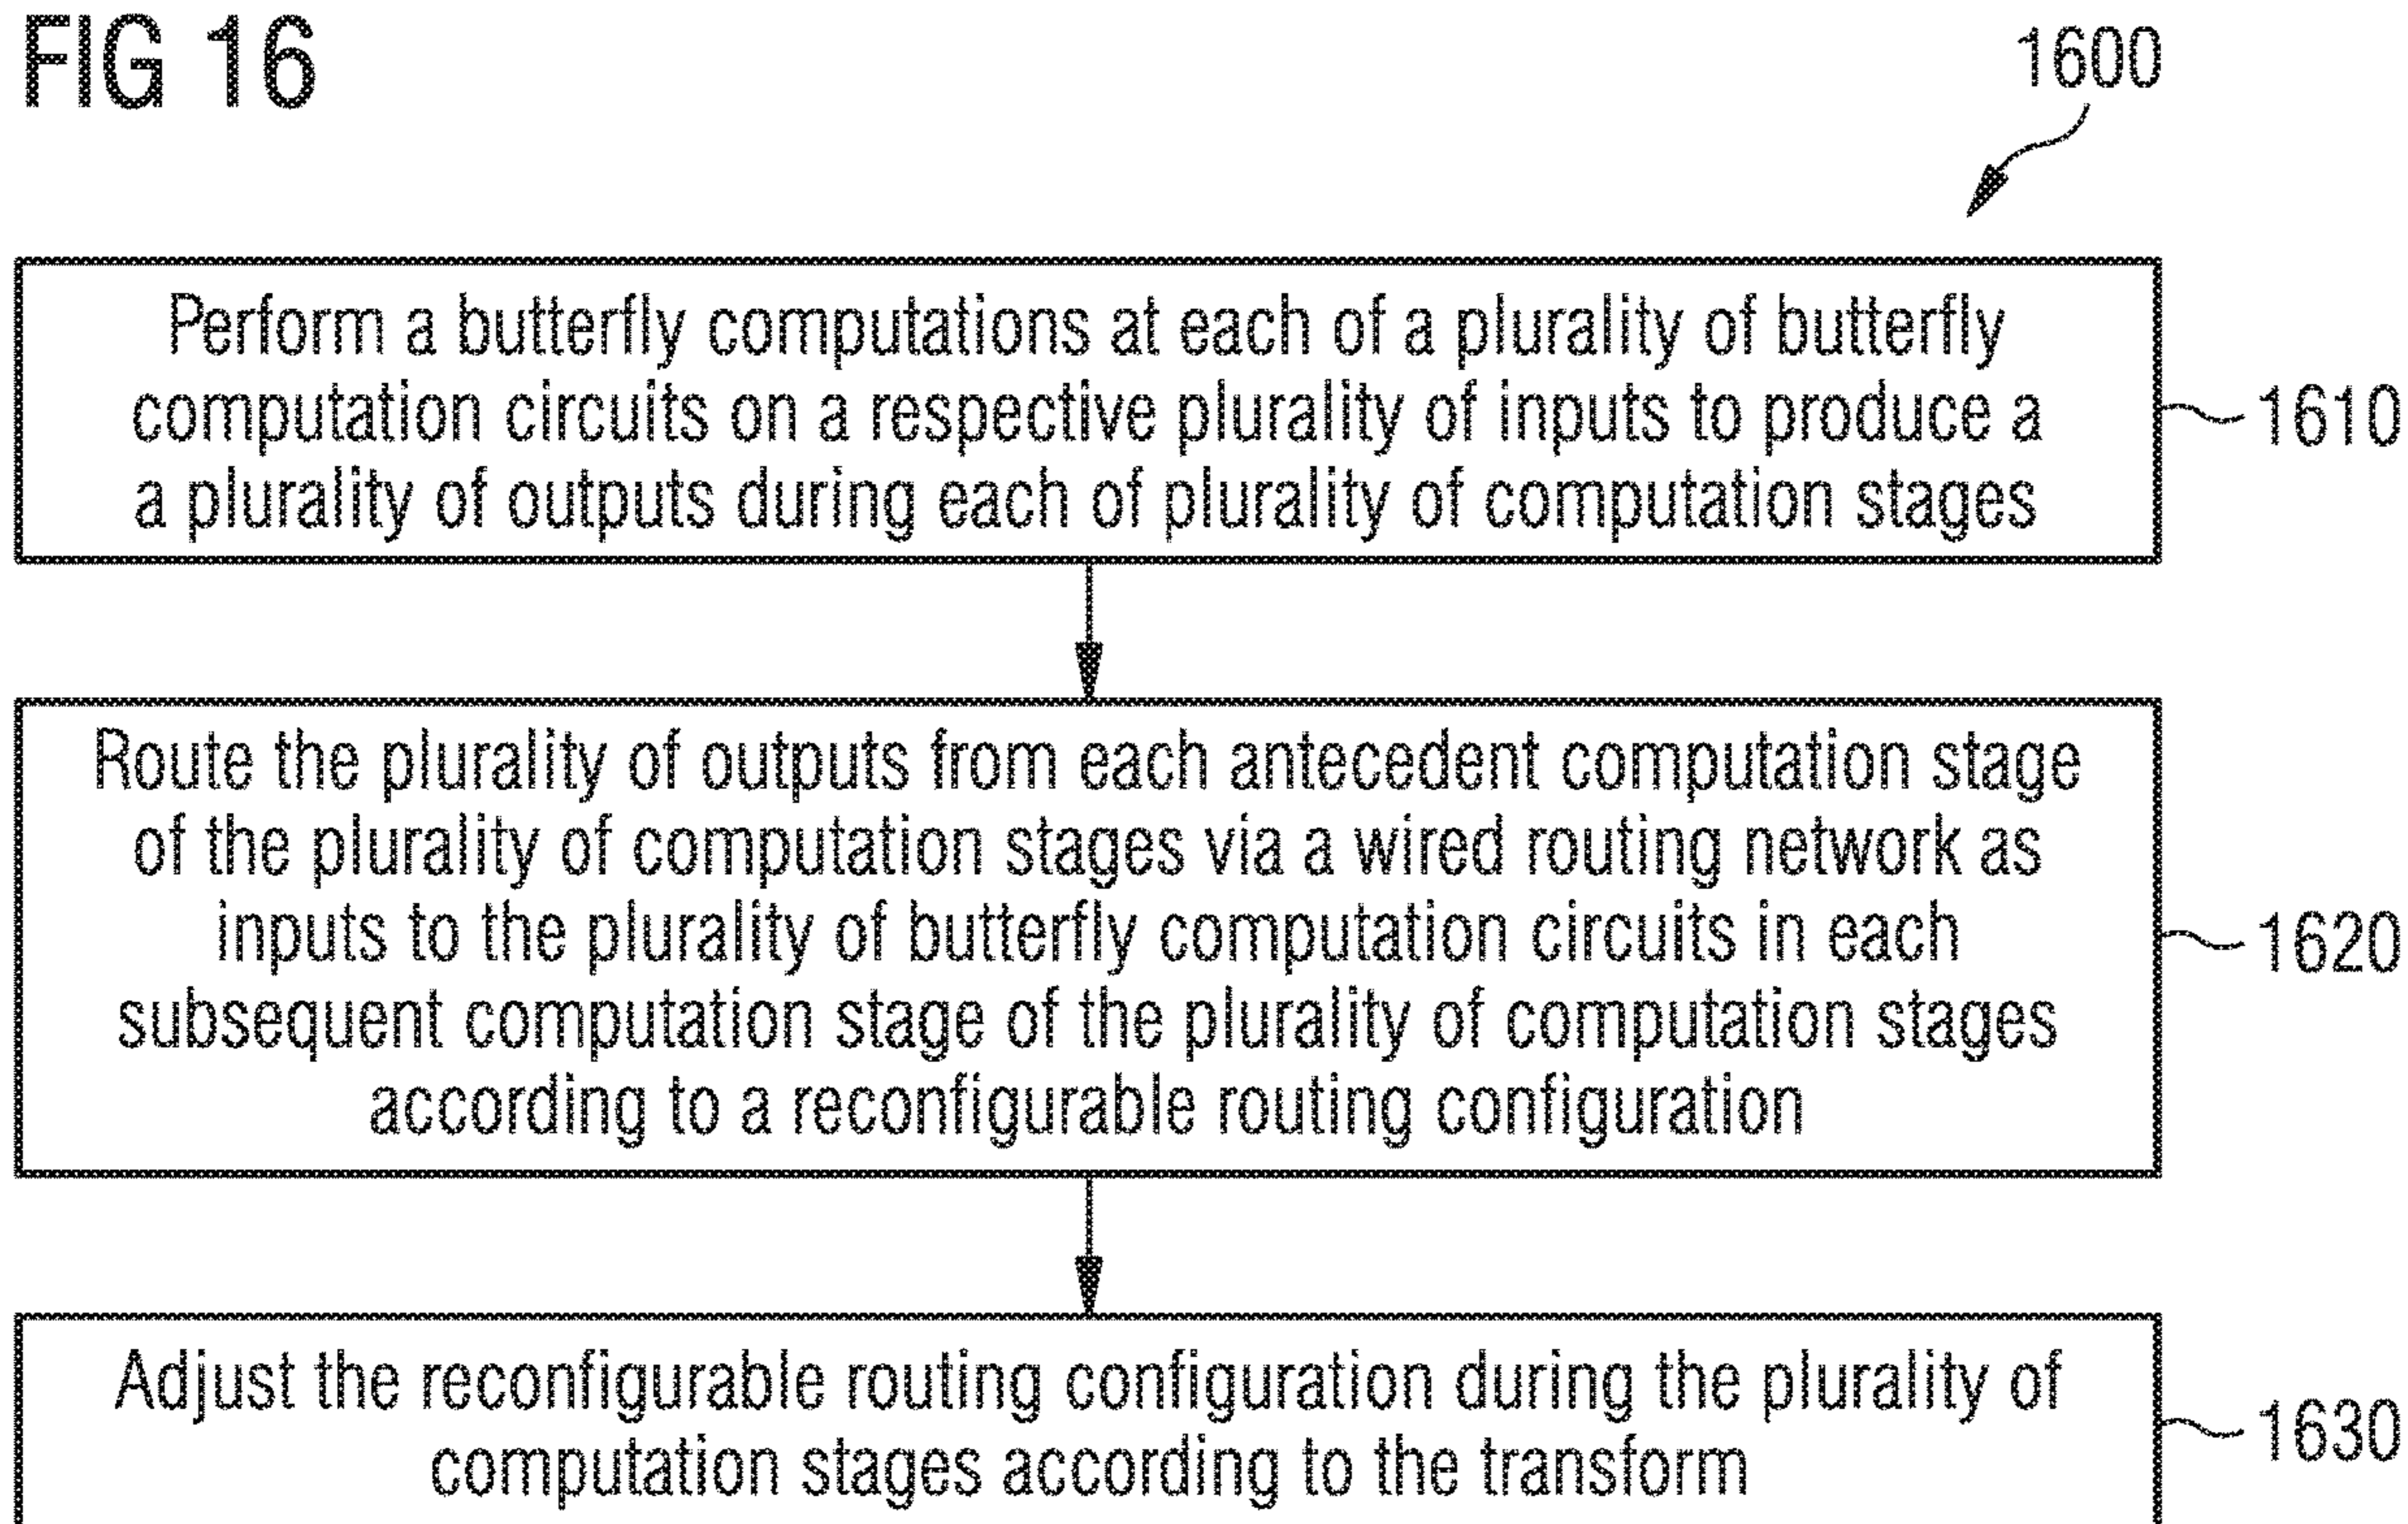 FIG 16
1600
Perform a butterfly computations at each of a plurality of butterfly
computation circuits on a respective plurality of inputs to produce a
a plurality of outputs during each of plurality of computation stages
1610
Route the plurality of outputs from each antecedent computation stage
of the plurality of computation stages via a wired routing network as
inputs to the plurality of butterfly computation circuits in each
subsequent computation stage of the plurality of computation stages
according to a reconfigurable routing configuration
1620
Adjust the reconfigurable routing configuration during the plurality of
computation stages according to the transform
1630